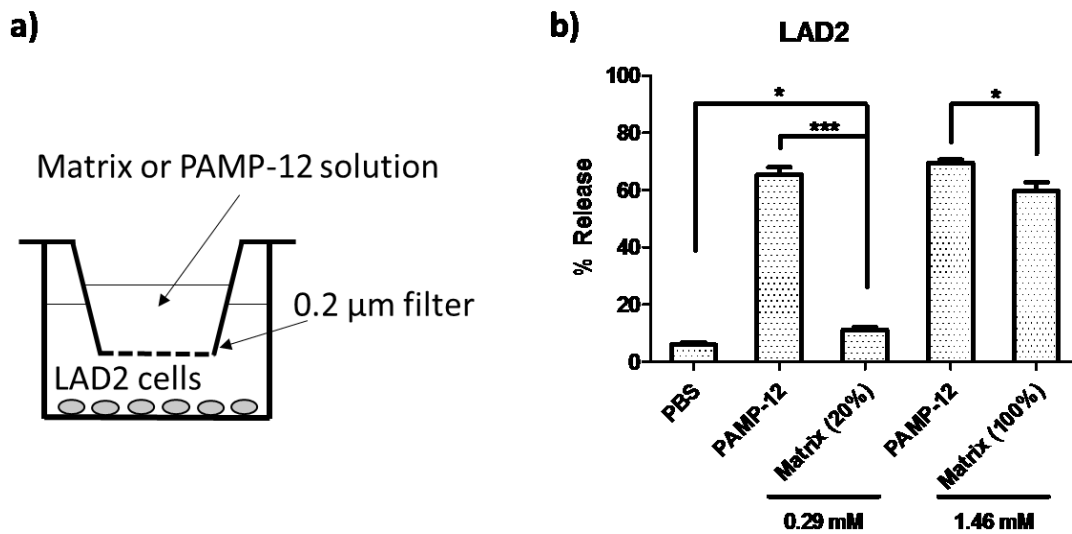 a)
Matrix or PAMP-12 solution
0.2 µm filter
LAD2 cells
b)
LAD2
% Release
100
80
60
40
20
0
*
***
*
PBS
PAMP-12
Matrix (20%)
PAMP-12
Matrix (100%)
0.29 mM
1.46 mM